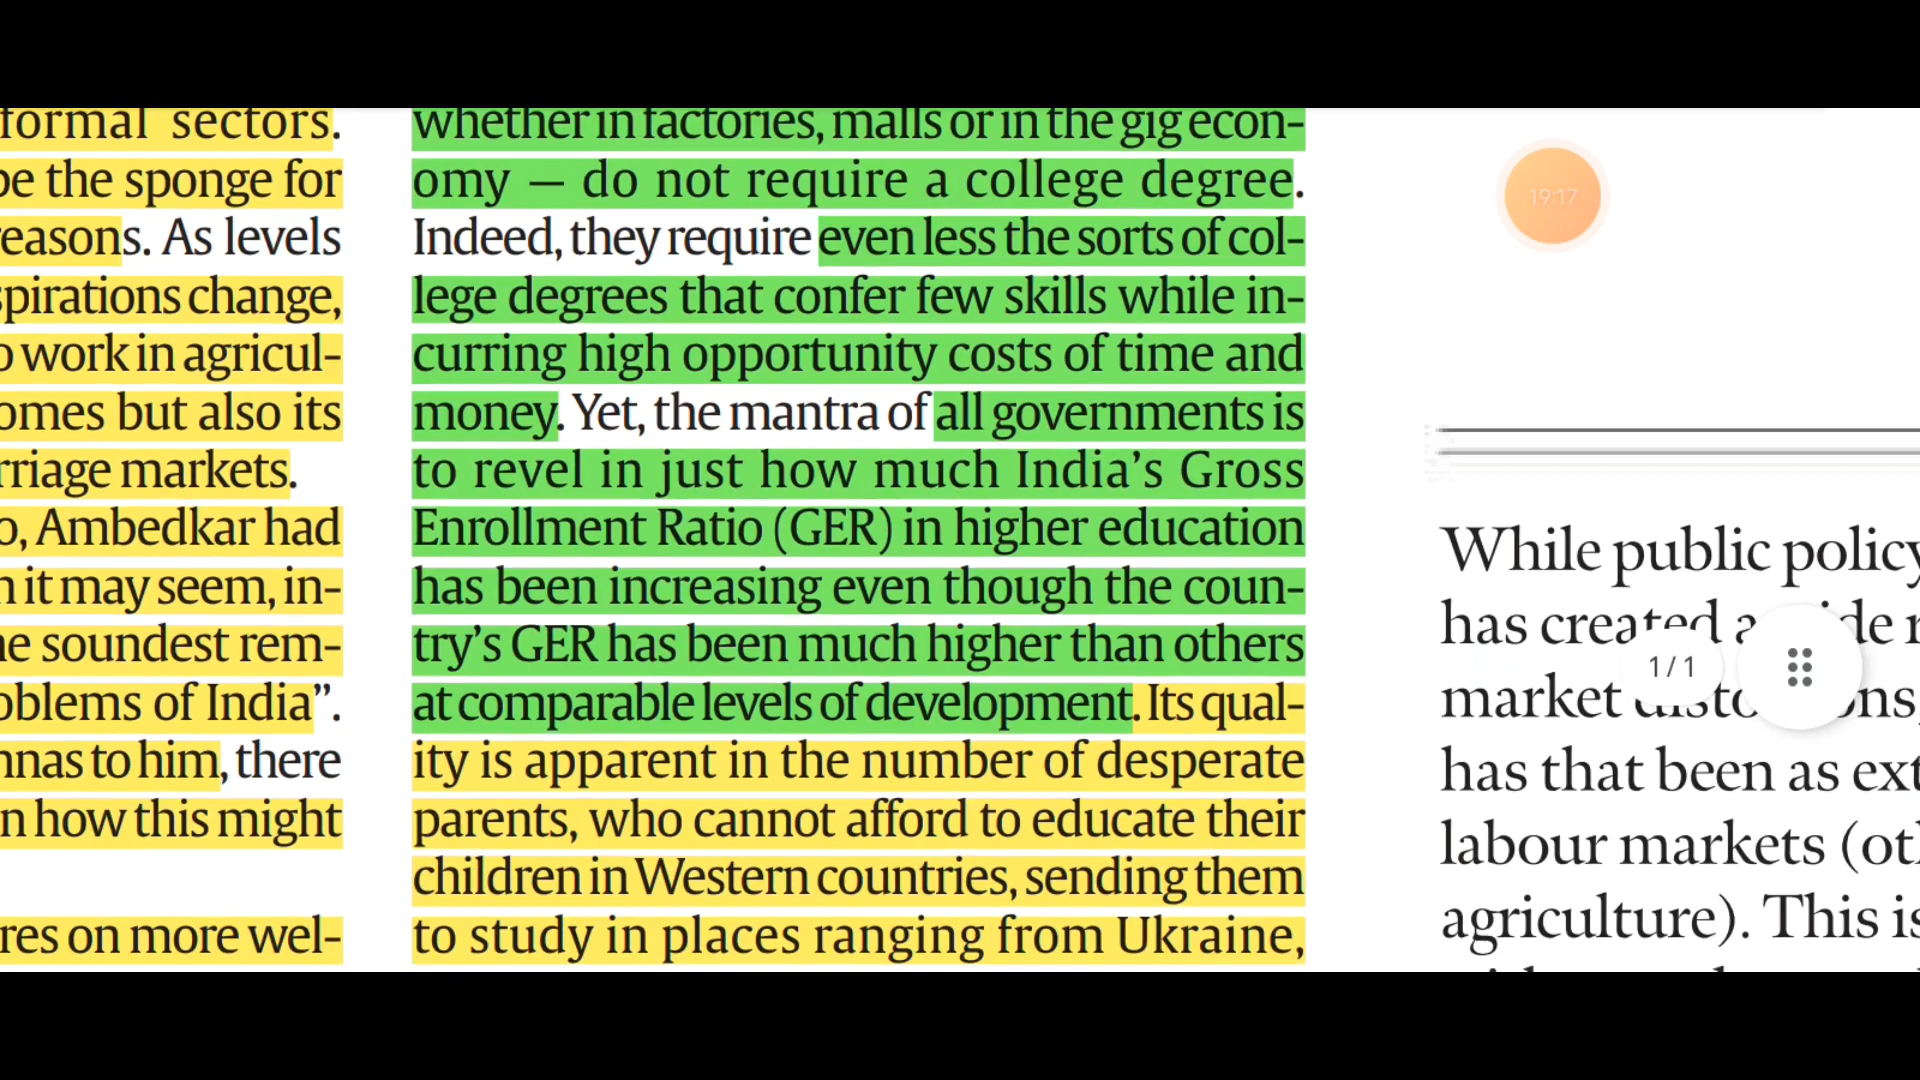 formal sectors.
be the sponge for
reasons. As levels
spirations change,
o work in agricul-
omes but also its
rriage markets.
o, Ambedkar had
it may seem, in-
soundest rem-
oblems of India”.
nnas to him, there
n how this might
res on more wel-
whether in factories, malls or in the gig econ-
omy — do not require a college degree.
Indeed, they require even less the sorts of col-
lege degrees that confer few skills while in-
curring high opportunity costs of time and
money. Yet, the mantra of all governments is
to revel in just how much India’s Gross
Enrollment Ratio (GER) in higher education
has been increasing even though the coun-
try’s GER has been much higher than others
at comparable levels of development. Its qual-
ity is apparent in the number of desperate
parents, who cannot afford to educate their
children in Western countries, sending them
to study in places ranging from Ukraine,
19:17
While public policy
has created a
market
has that been as ext
labour markets (oth
agriculture). This is
1/1